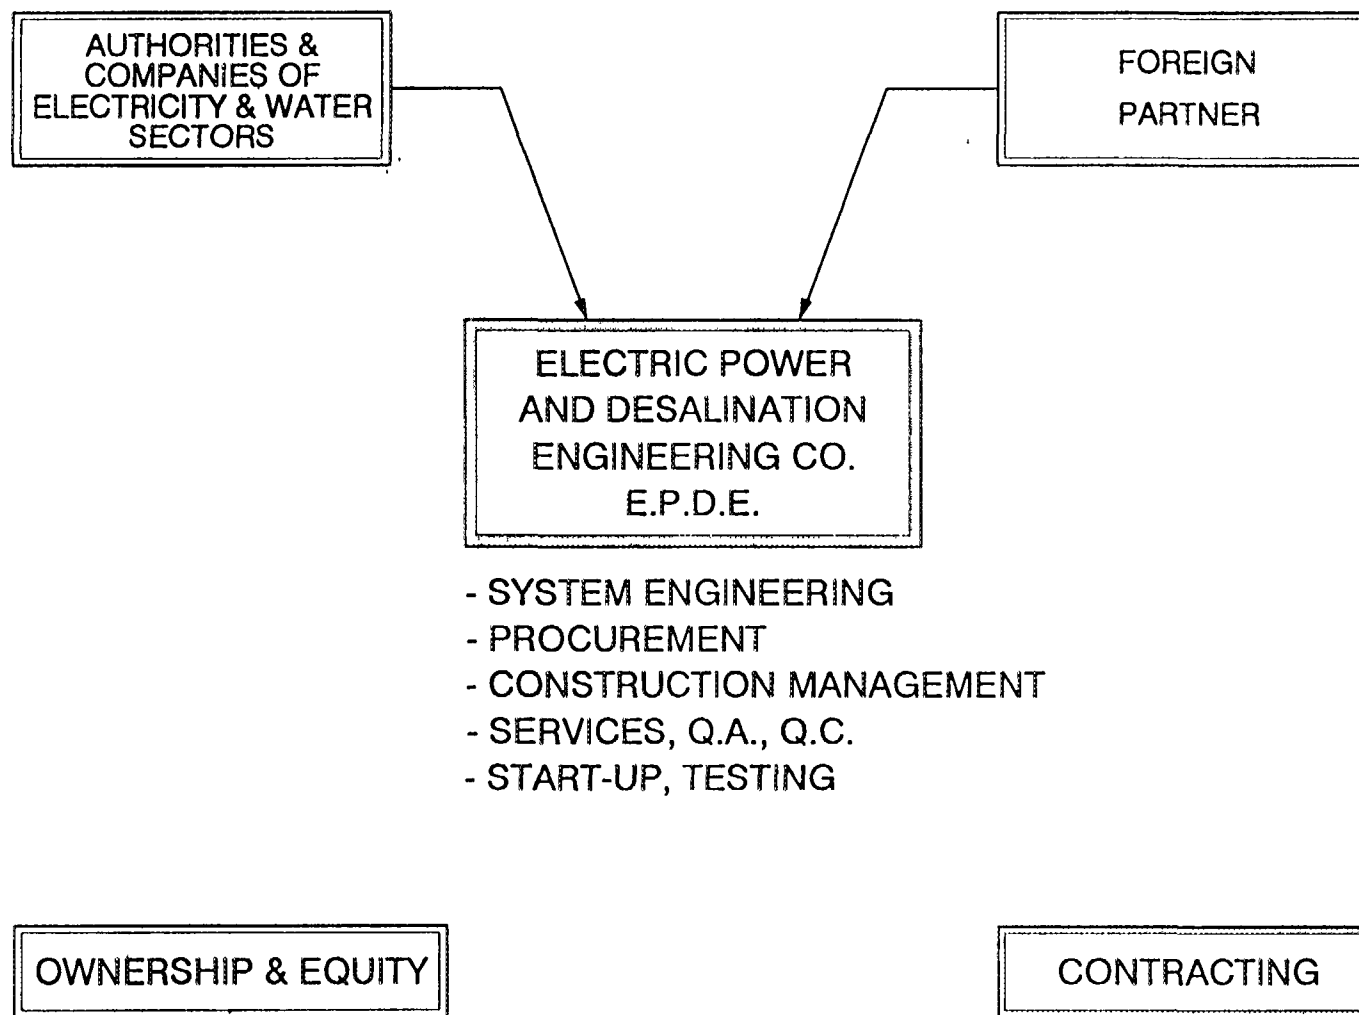 AUTHORITIES &
COMPANIES OF
ELECTRICITY & WATER
SECTORS
FOREIGN
PARTNER
ELECTRIC POWER
AND DESALINATION
ENGINEERING CO.
E.P.D.E.
- SYSTEM ENGINEERING
- PROCUREMENT
- CONSTRUCTION MANAGEMENT
- SERVICES, Q.A., Q.C.
- START-UP, TESTING
OWNERSHIP & EQUITY
CONTRACTING